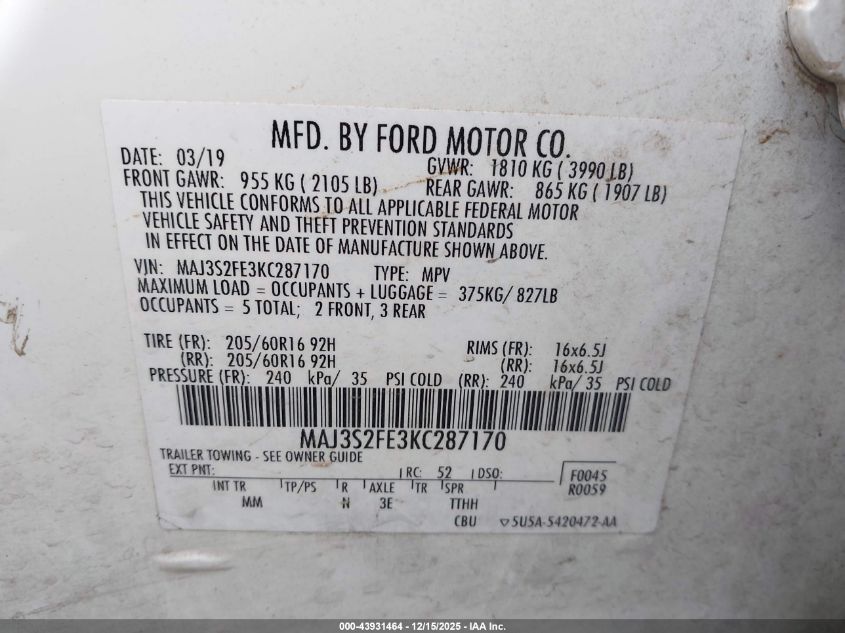 MFD. BY FORD MOTOR CO.
DATE: 03/19 GVWR: 1810 KG ( 3990 LB)
FRONT GAWR: 955 KG ( 2105 LB) REAR GAWR: 865 KG ( 1907 LB)
THIS VEHICLE CONFORMS TO ALL APPLICABLE FEDERAL MOTOR
VEHICLE SAFETY AND THEFT PREVENTION STANDARDS
IN EFFECT ON THE DATE OF MANUFACTURE SHOWN ABOVE.
VIN: MAJ3S2FE3KC287170 TYPE: MPV
MAXIMUM LOAD = OCCUPANTS + LUGGAGE = 375KG/ 827LB
OCCUPANTS = 5 TOTAL; 2 FRONT, 3 REAR
TIRE (FR): 205/60R16 92H RIMS (FR): 16x6.5J
(RR): 205/60R16 92H (RR): 16x6.5J
PRESSURE (FR): 240 kPa/ 35 PSI COLD (RR): 240 kPa/ 35 PSI COLD
MAJ3S2FE3KC287170
TRAILER TOWING - SEE OWNER GUIDE
EXT PNT: RC: 52 DSO: F0045
R0059
INT TR TP/PS R AXLE TR SPR
MM N 3E TTHH
CBU 5U5A-5420472-AA
000-43931464 - 12/15/2025 - IAA Inc.